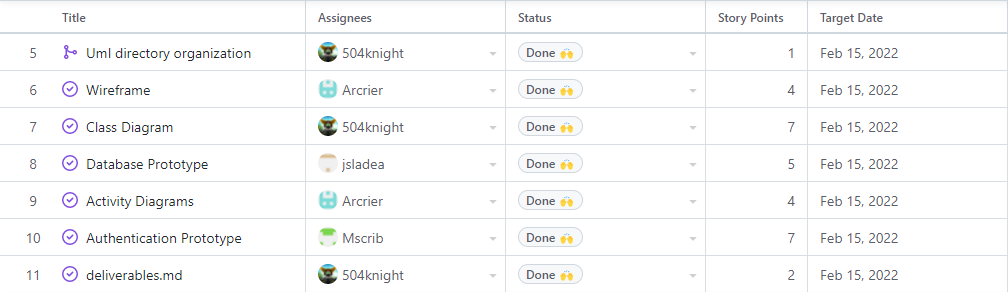 Title Assignees Status Story Points Target Date
5 Uml directory organization 504knight Done 🙌 1 Feb 15, 2022
6 Wireframe Arcrier Done 🙌 4 Feb 15, 2022
7 Class Diagram 504knight Done 🙌 7 Feb 15, 2022
8 Database Prototype jsladea Done 🙌 5 Feb 15, 2022
9 Activity Diagrams Arcrier Done 🙌 4 Feb 15, 2022
10 Authentication Prototype Mscrib Done 🙌 7 Feb 15, 2022
11 deliverables.md 504knight Done 🙌 2 Feb 15, 2022